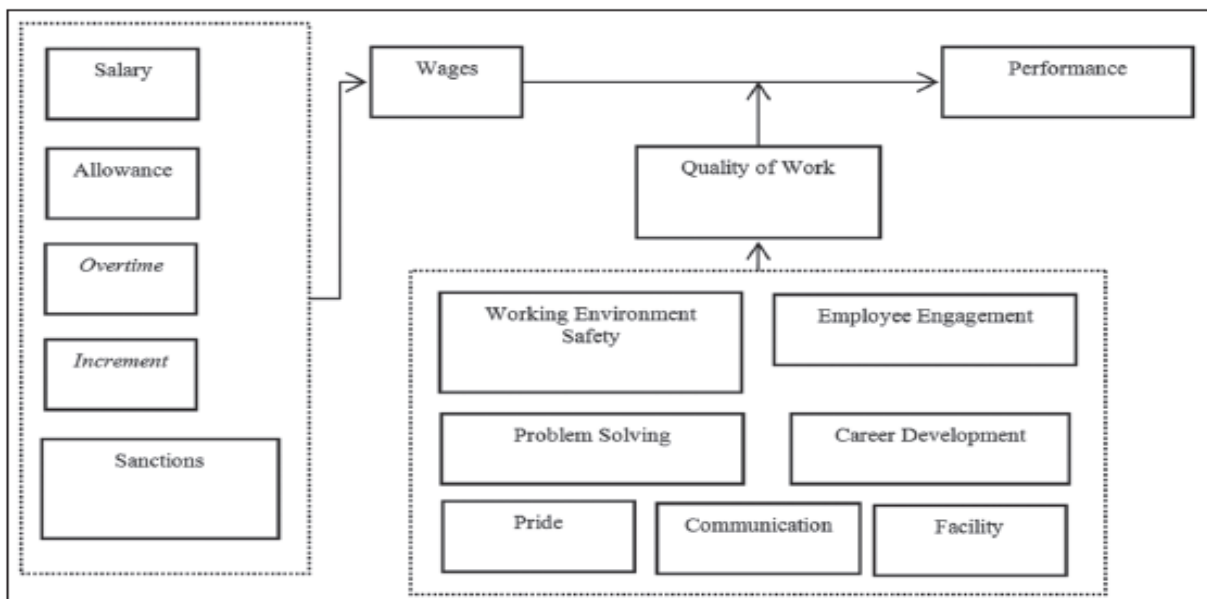 Salary
Wages
Performance
Allowance
Quality of Work
Overtime
Increment
Sanctions
Working Environment
Safety
Employee Engagement
Problem Solving
Career Development
Pride
Communication
Facility